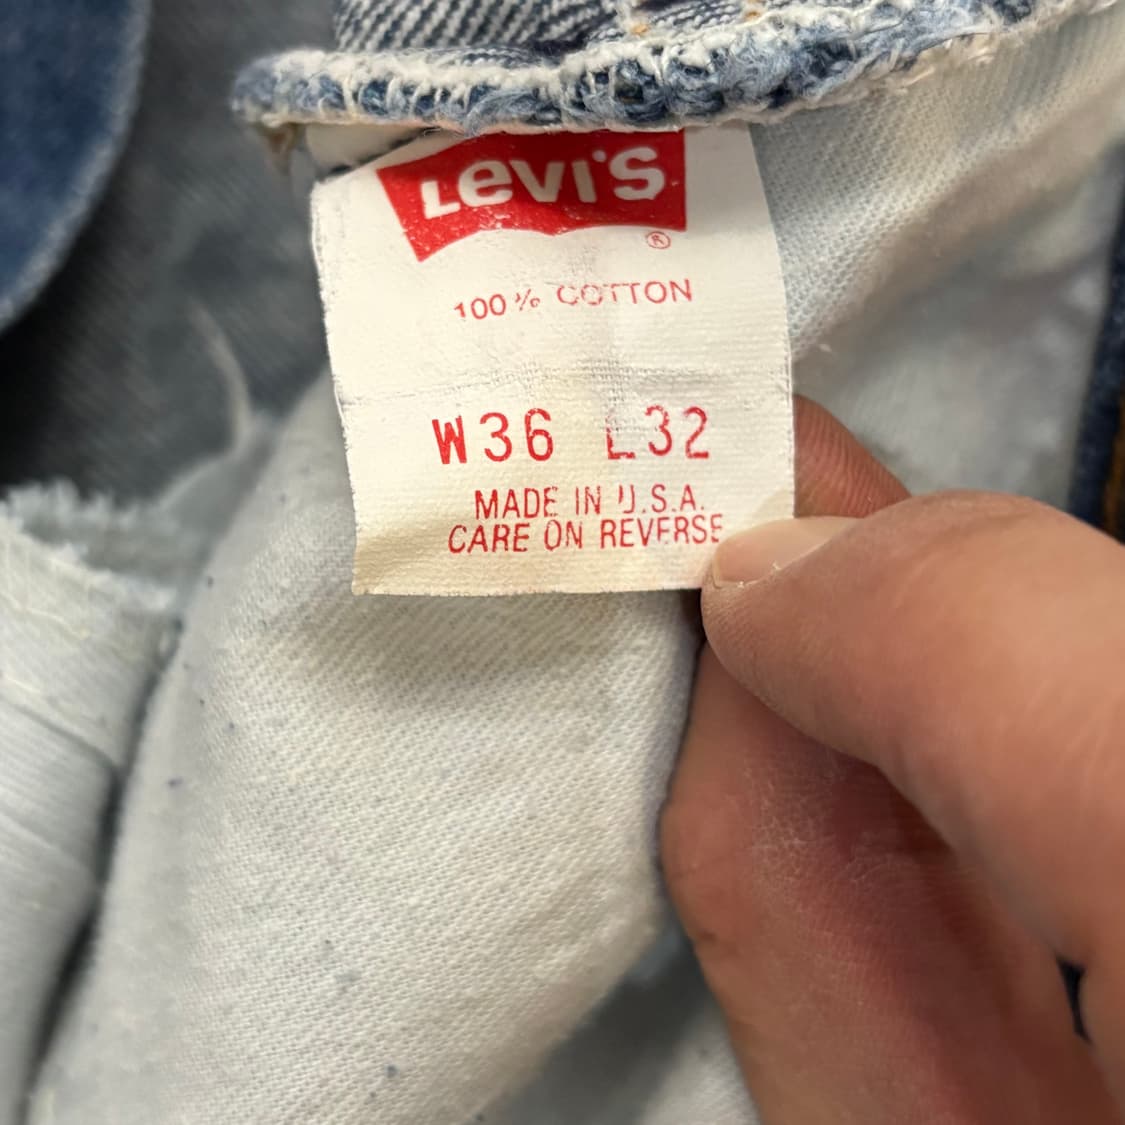 Levi's
®
100% COTTON
W36 L32
MADE IN U.S.A.
CARE ON REVERSE